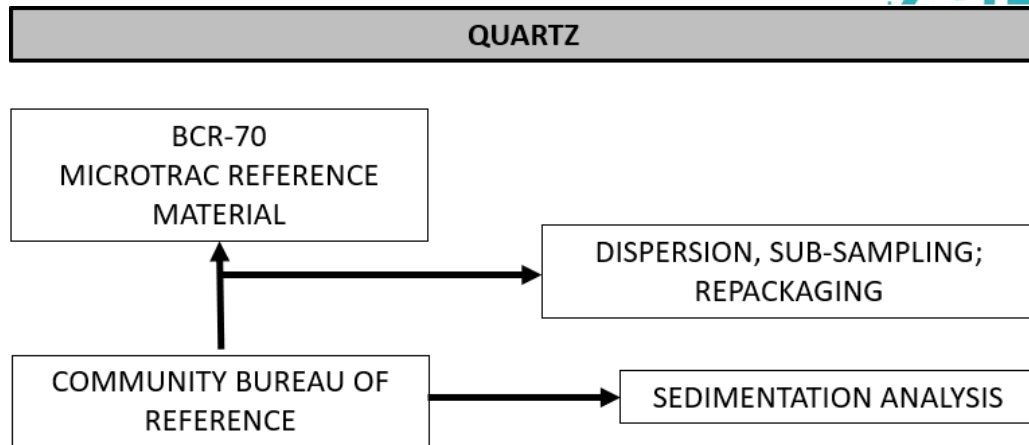 QUARTZ
BCR-70
MICROTRAC REFERENCE
MATERIAL
DISPERSION, SUB-SAMPLING;
REPACKAGING
COMMUNITY BUREAU OF
REFERENCE
SEDIMENTATION ANALYSIS